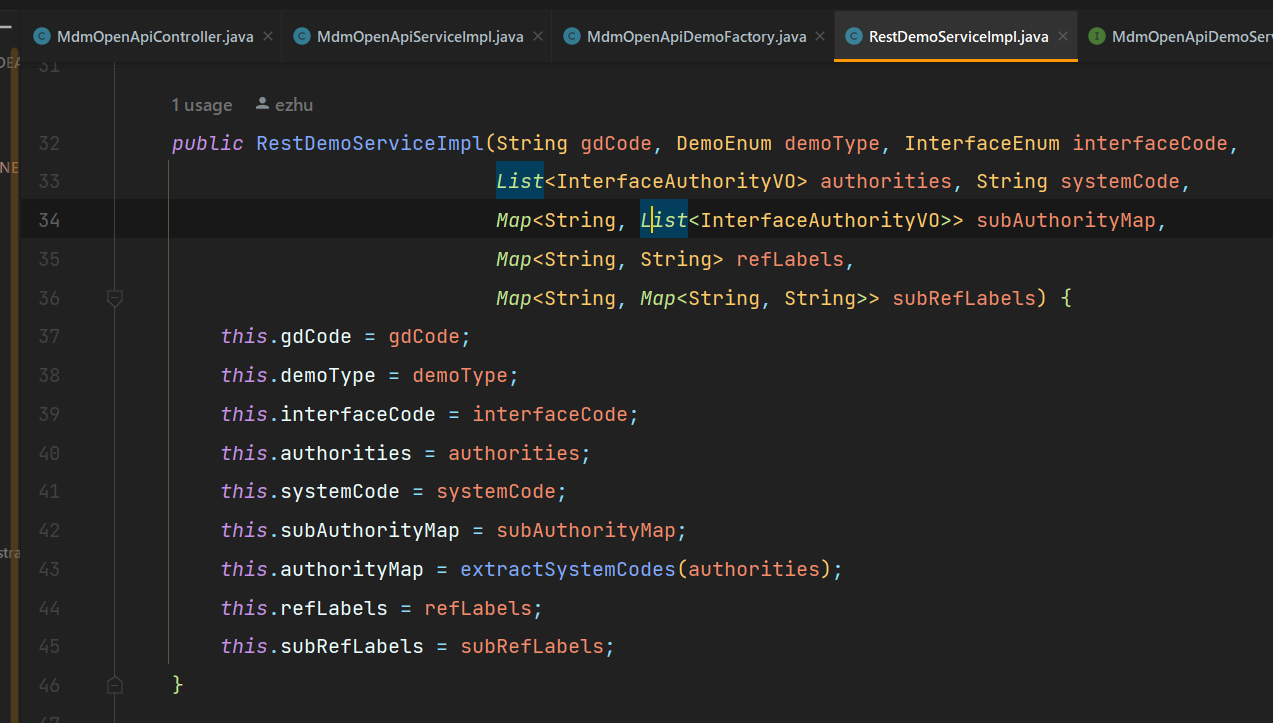 MdmOpenApiController.java MdmOpenApiServiceImpl.java MdmOpenApiDemoFactory.java RestDemoServiceImpl.java MdmOpenApiDemoSer
31
1 usage ezhu
32 public RestDemoServiceImpl(String gdCode, DemoEnum demoType, InterfaceEnum interfaceCode,
33 List<InterfaceAuthorityVO> authorities, String systemCode,
34 Map<String, List<InterfaceAuthorityVO>> subAuthorityMap,
35 Map<String, String> refLabels,
36 Map<String, Map<String, String>> subRefLabels) {
37 this.gdCode = gdCode;
38 this.demoType = demoType;
39 this.interfaceCode = interfaceCode;
40 this.authorities = authorities;
41 this.systemCode = systemCode;
42 this.subAuthorityMap = subAuthorityMap;
43 this.authorityMap = extractSystemCodes(authorities);
44 this.refLabels = refLabels;
45 this.subRefLabels = subRefLabels;
46 }
47